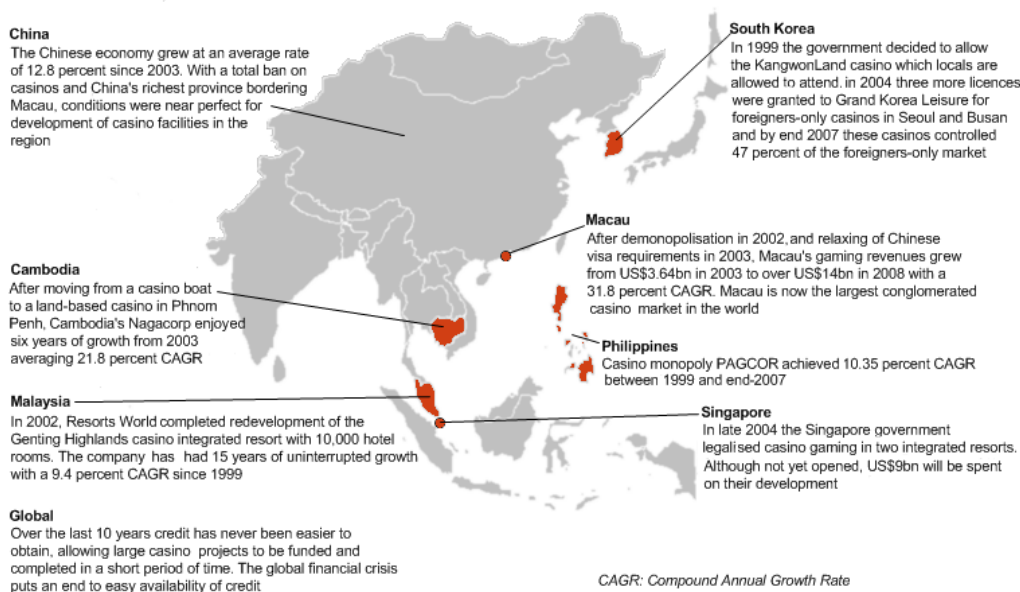 China
The Chinese economy grew at an average rate
of 12.8 percent since 2003. With a total ban on
casinos and China's richest province bordering
Macau, conditions were near perfect for
development of casino facilities in the
region
South Korea
In 1999 the government decided to allow
the KangwonLand casino which locals are
allowed to attend. in 2004 three more licences
were granted to Grand Korea Leisure for
foreigners-only casinos in Seoul and Busan
and by end 2007 these casinos controlled
47 percent of the foreigners-only market
Macau
After demonopolisation in 2002, and relaxing of Chinese
visa requirements in 2003, Macau's gaming revenues grew
from US$3.64bn in 2003 to over US$14bn in 2008 with a
31.8 percent CAGR. Macau is now the largest conglomerated
casino market in the world
Cambodia
After moving from a casino boat
to a land-based casino in Phnom
Penh, Cambodia's Nagacorp enjoyed
six years of growth from 2003
averaging 21.8 percent CAGR
Philippines
Casino monopoly PAGCOR achieved 10.35 percent CAGR
between 1999 and end-2007
Malaysia
In 2002, Resorts World completed redevelopment of the
Genting Highlands casino integrated resort with 10,000 hotel
rooms. The company has had 15 years of uninterrupted growth
with a 9.4 percent CAGR since 1999
Singapore
In late 2004 the Singapore government
legalised casino gaming in two integrated resorts.
Although not yet opened, US$9bn will be spent
on their development
Global
Over the last 10 years credit has never been easier to
obtain, allowing large casino projects to be funded and
completed in a short period of time. The global financial crisis
puts an end to easy availability of credit
CAGR: Compound Annual Growth Rate